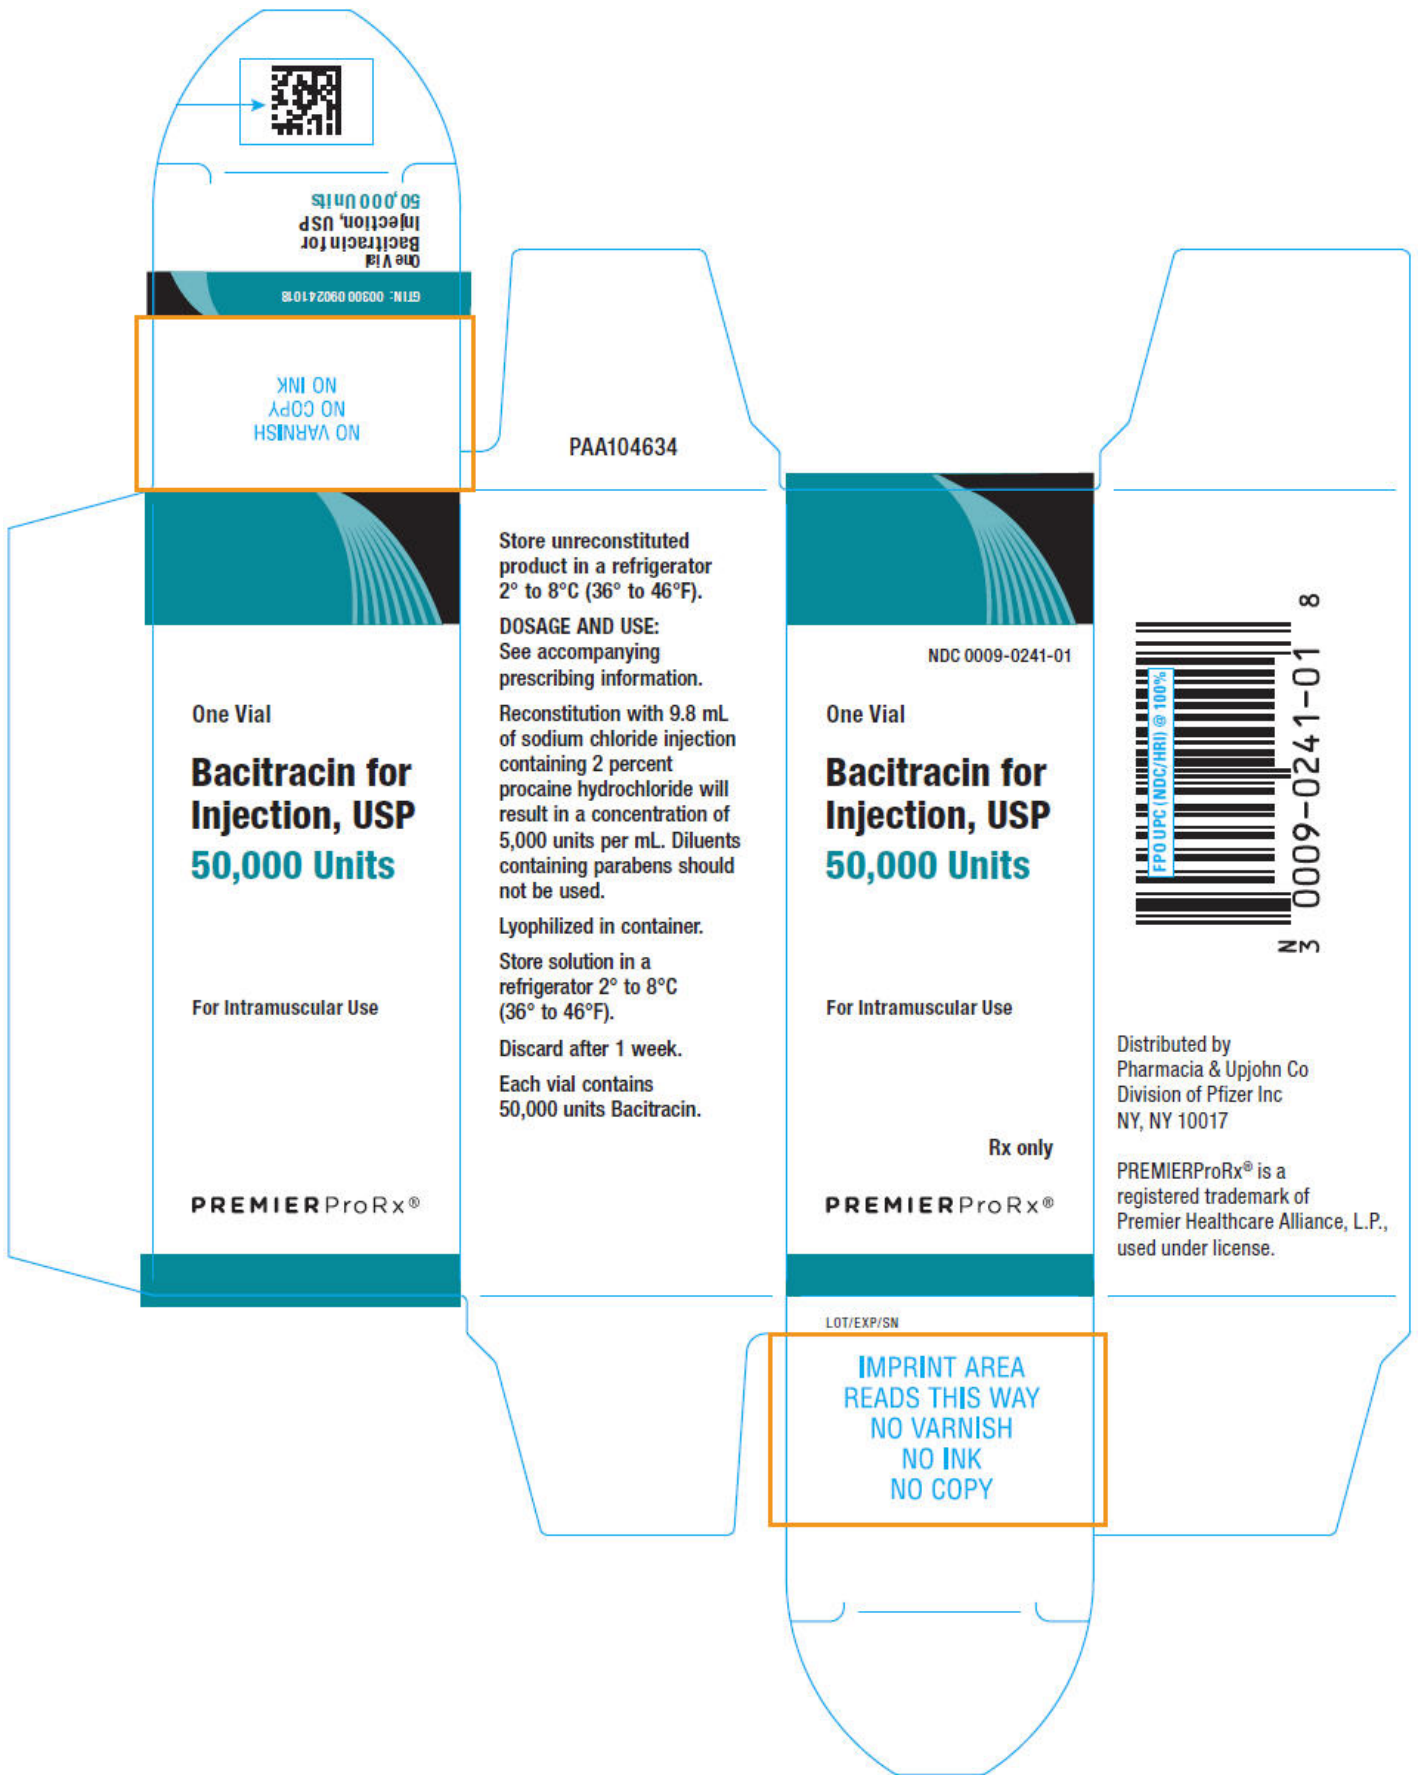 50,000 Units
Injection, USP
Bacitracin for
One Vial
GTIN: 00300090241018
NO INK
NO COPY
NO VARNISH
One Vial
Bacitracin for
Injection, USP
50,000 Units
For Intramuscular Use
PREMIERProRx®
PAA104634
Store unreconstituted
product in a refrigerator
2° to 8°C (36° to 46°F).
DOSAGE AND USE:
See accompanying
prescribing information.
Reconstitution with 9.8 mL
of sodium chloride injection
containing 2 percent
procaine hydrochloride will
result in a concentration of
5,000 units per mL. Diluents
containing parabens should
not be used.
Lyophilized in container.
Store solution in a
refrigerator 2° to 8°C
(36° to 46°F).
Discard after 1 week.
Each vial contains
50,000 units Bacitracin.
NDC 0009-0241-01
One Vial
Bacitracin for
Injection, USP
50,000 Units
For Intramuscular Use
Rx only
PREMIERProRx®
LOT/EXP/SN
IMPRINT AREA
READS THIS WAY
NO VARNISH
NO INK
NO COPY
FPO UPC (NDC/HRI) @ 100%
N
3 0009-0241-01 8
Distributed by
Pharmacia & Upjohn Co
Division of Pfizer Inc
NY, NY 10017
PREMIERProRx® is a
registered trademark of
Premier Healthcare Alliance, L.P.,
used under license.